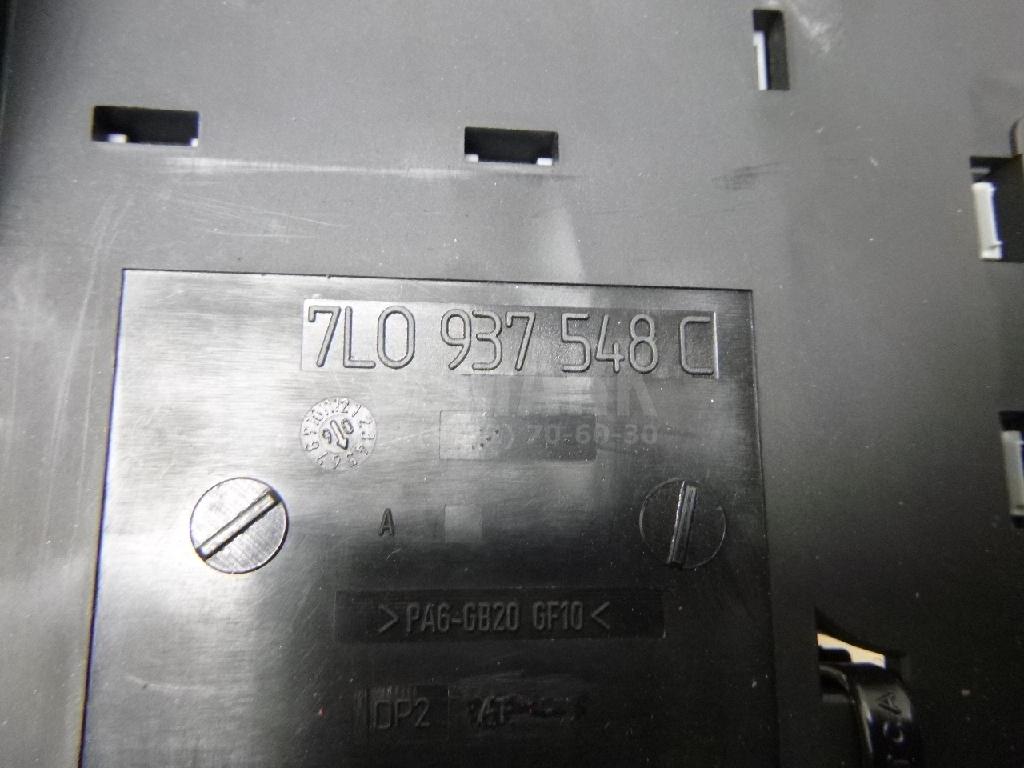 7L0 937 548 C
70-60-30
A
>PA6-GB20 GF10<
DP2